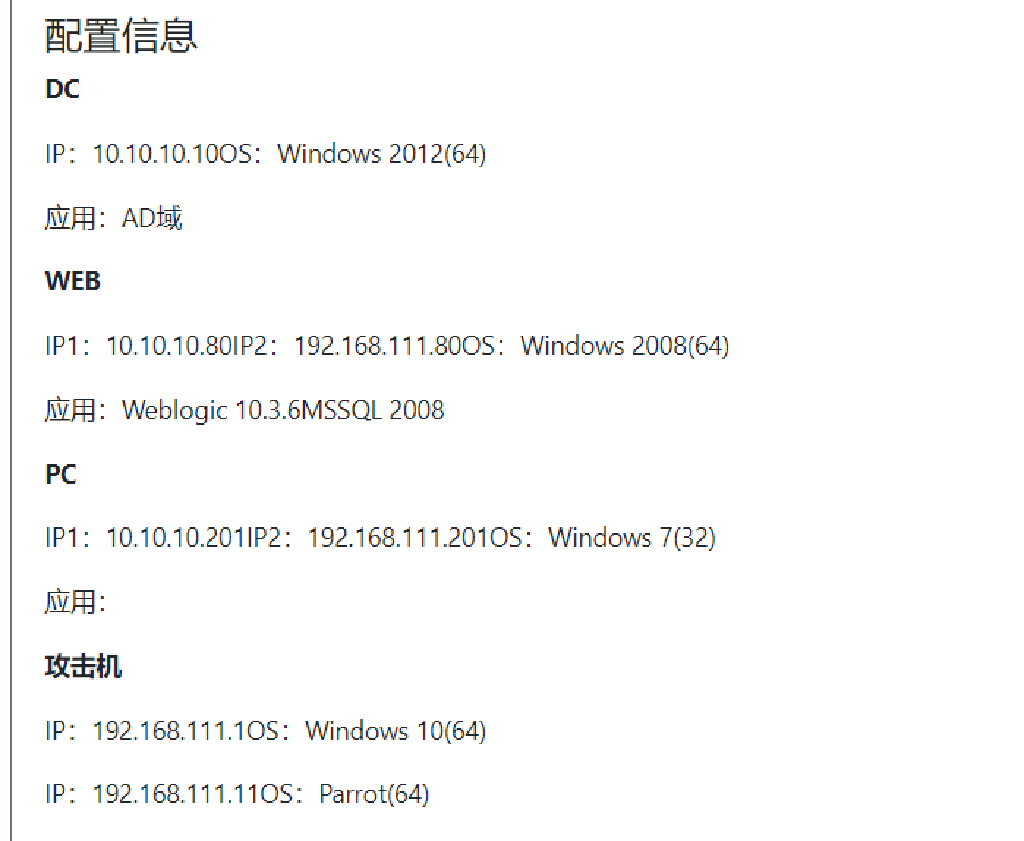 配置信息
DC
IP：10.10.10.10OS：Windows 2012(64)
应用：AD域
WEB
IP1：10.10.10.80IP2：192.168.111.80OS：Windows 2008(64)
应用：Weblogic 10.3.6MSSQL 2008
PC
IP1：10.10.10.201IP2：192.168.111.201OS：Windows 7(32)
应用：
攻击机
IP：192.168.111.1OS：Windows 10(64)
IP：192.168.111.11OS：Parrot(64)